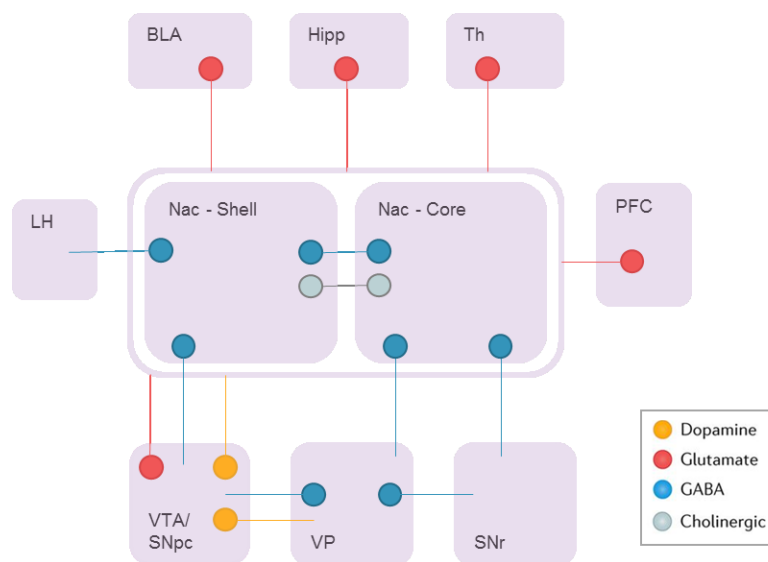 BLA
Hipp
Th
LH
Nac - Shell
Nac - Core
PFC
VTA/
SNpc
VP
SNr
Dopamine
Glutamate
GABA
Cholinergic